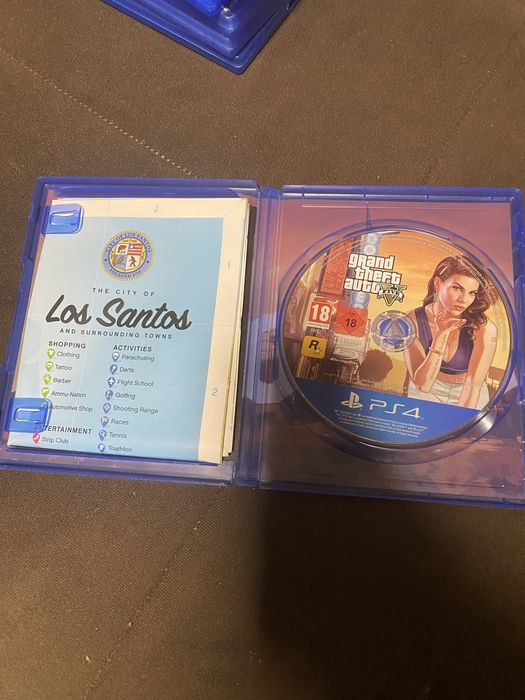 J
THE CITY OF
Los Santos
AND SURROUNDING TOWNS
SHOPPING
Clothing
Tattoo
Barber
Ammu-Nation
Automotive Shop
ERTAINMENT
Strip Club
ACTIVITIES
Parachuting
Darts
Flight School
Golfing
Shooting Range
Races
Tennis
Triathlon
1
2
grand
theft
auto
V
18
18
R
PS4